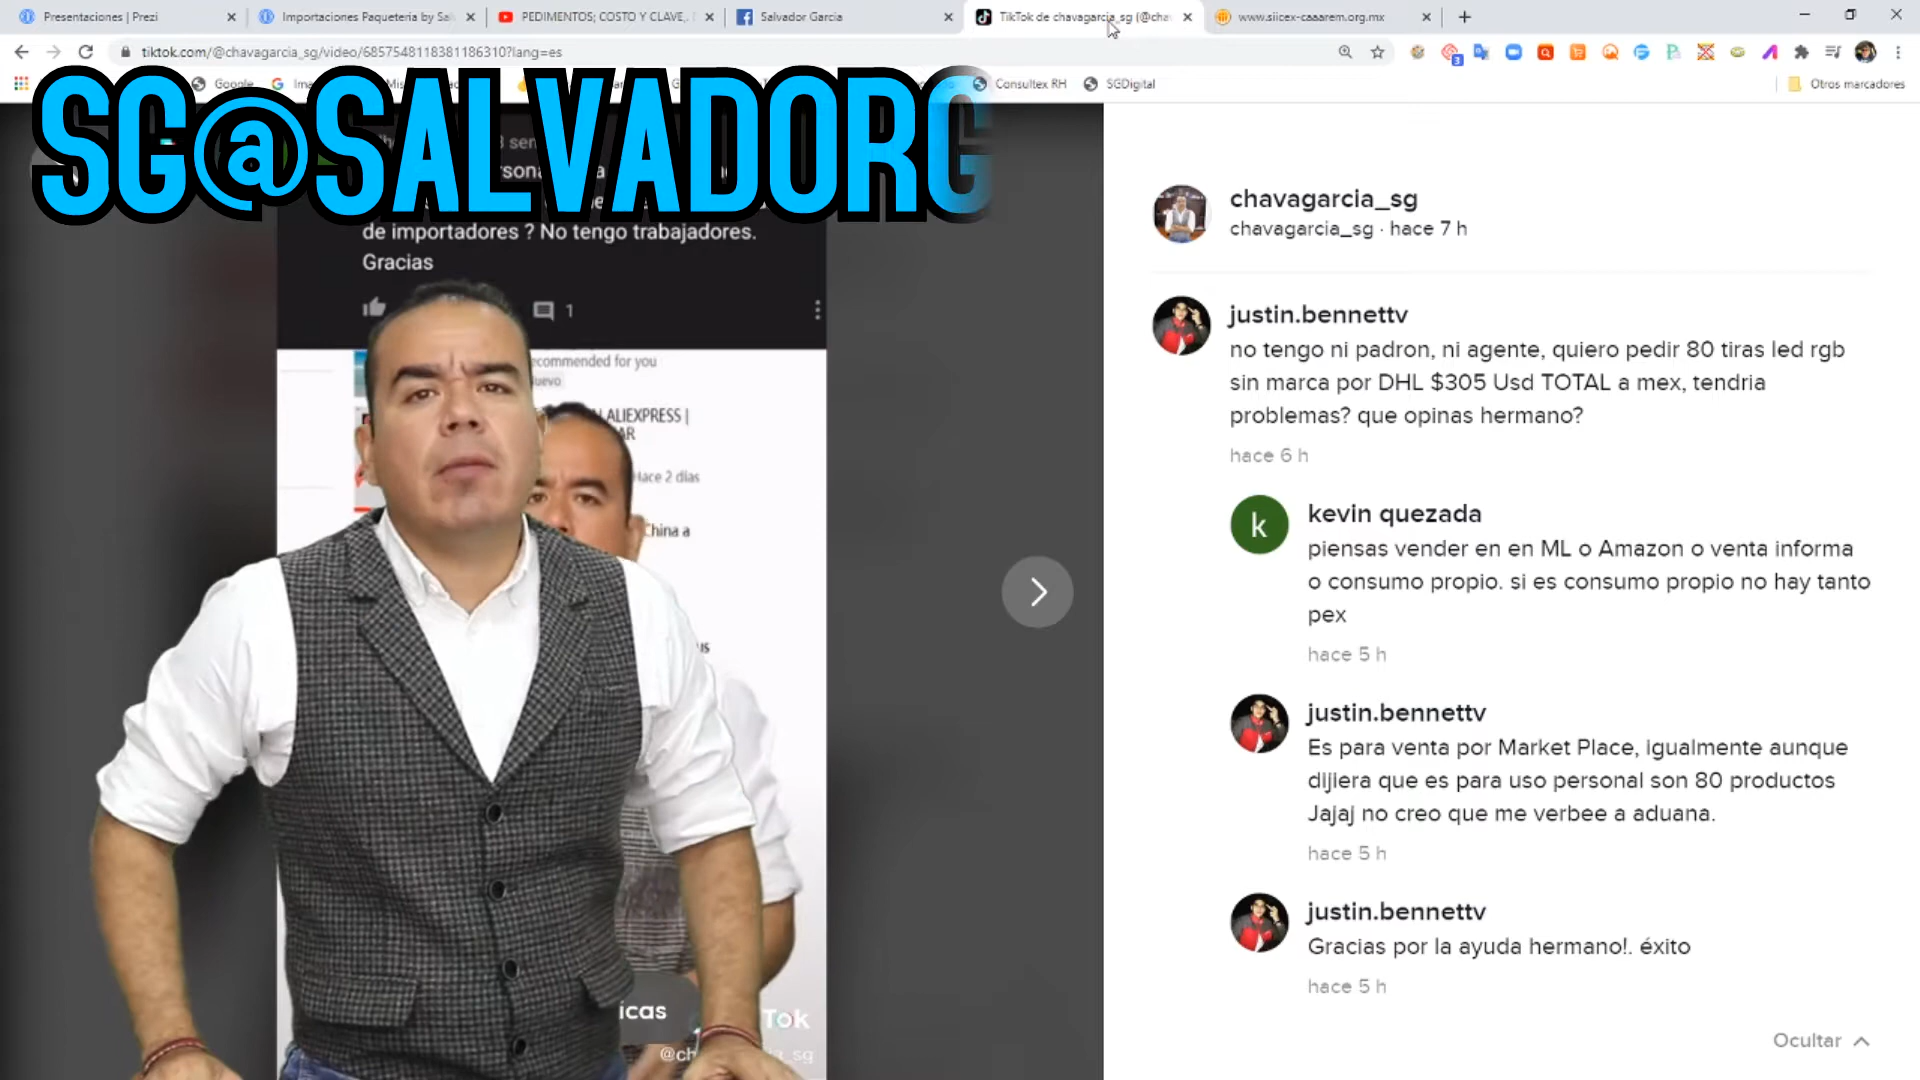 Presentaciones | Prezi
Importaciones Paqueteria by Sal
PEDIMENTOS; COSTO Y CLAVE,.
Salvador Garcia
TikTok de chavagarcia_sg (@cha
www.siicex-caaarem.org.mx
tiktok.com/@chavagarcia_sg/video/6857548118381186310?lang=es
3
Google
Consultex RH
SGDigital
Otros marcadores
SG@SALVADORG
de importadores ? No tengo trabajadores.
Gracias
1
ecommended for you
Nuevo
ALIEXPRESS |
Hace 2 días
China a
icas
Tok
chavagarcia_sg
chavagarcia_sg · hace 7 h
justin.bennettv
no tengo ni padron, ni agente, quiero pedir 80 tiras led rgb
sin marca por DHL $305 Usd TOTAL a mex, tendria
problemas? que opinas hermano?
hace 6 h
k
kevin quezada
piensas vender en en ML o Amazon o venta informa
o consumo propio. si es consumo propio no hay tanto
pex
hace 5 h
justin.bennettv
Es para venta por Market Place, igualmente aunque
dijiera que es para uso personal son 80 productos
Jajaj no creo que me verbee a aduana.
hace 5 h
justin.bennettv
Gracias por la ayuda hermano!. éxito
hace 5 h
Ocultar